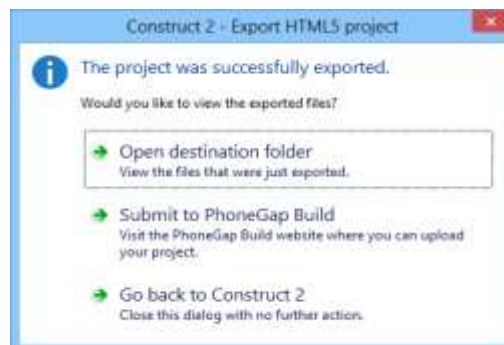 Construct 2 - Export HTML5 project
The project was successfully exported.
Would you like to view the exported files?
Open destination folder
View the files that were just exported.
Submit to PhoneGap Build
Visit the PhoneGap Build website where you can upload
your project.
Go back to Construct 2
Close this dialog with no further action.